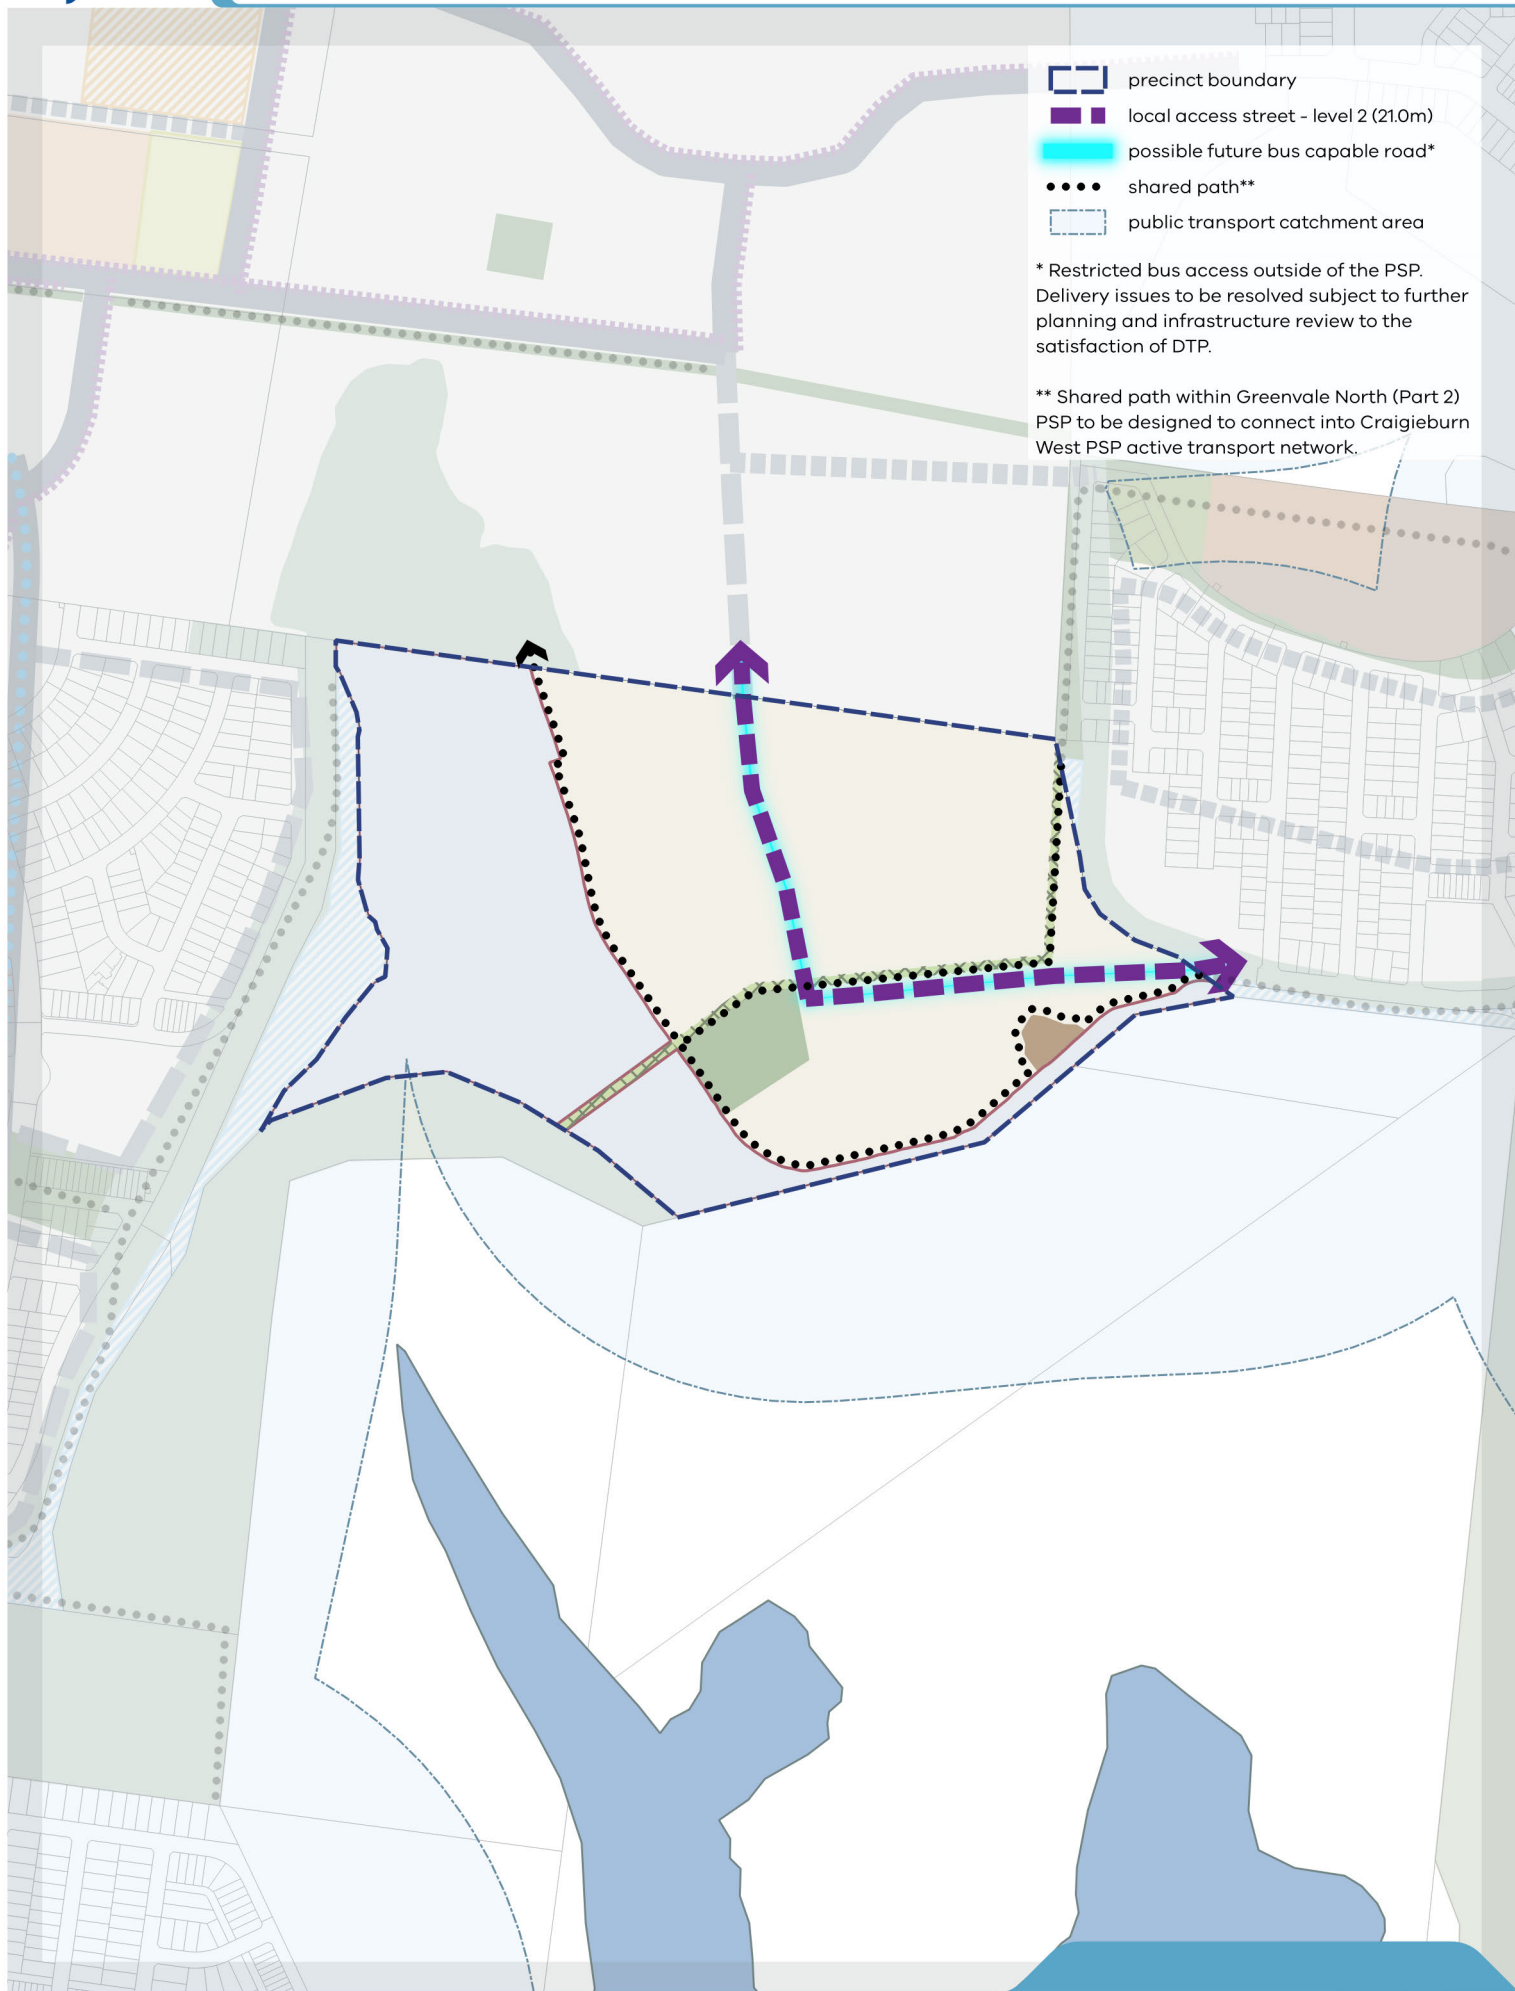 precinct boundary
local access street - level 2 (21.0m)
possible future bus capable road*
shared path**
public transport catchment area
* Restricted bus access outside of the PSP.
Delivery issues to be resolved subject to further
planning and infrastructure review to the
satisfaction of DTP.
** Shared path within Greenvale North (Part 2)
PSP to be designed to connect into Craigieburn
West PSP active transport network.